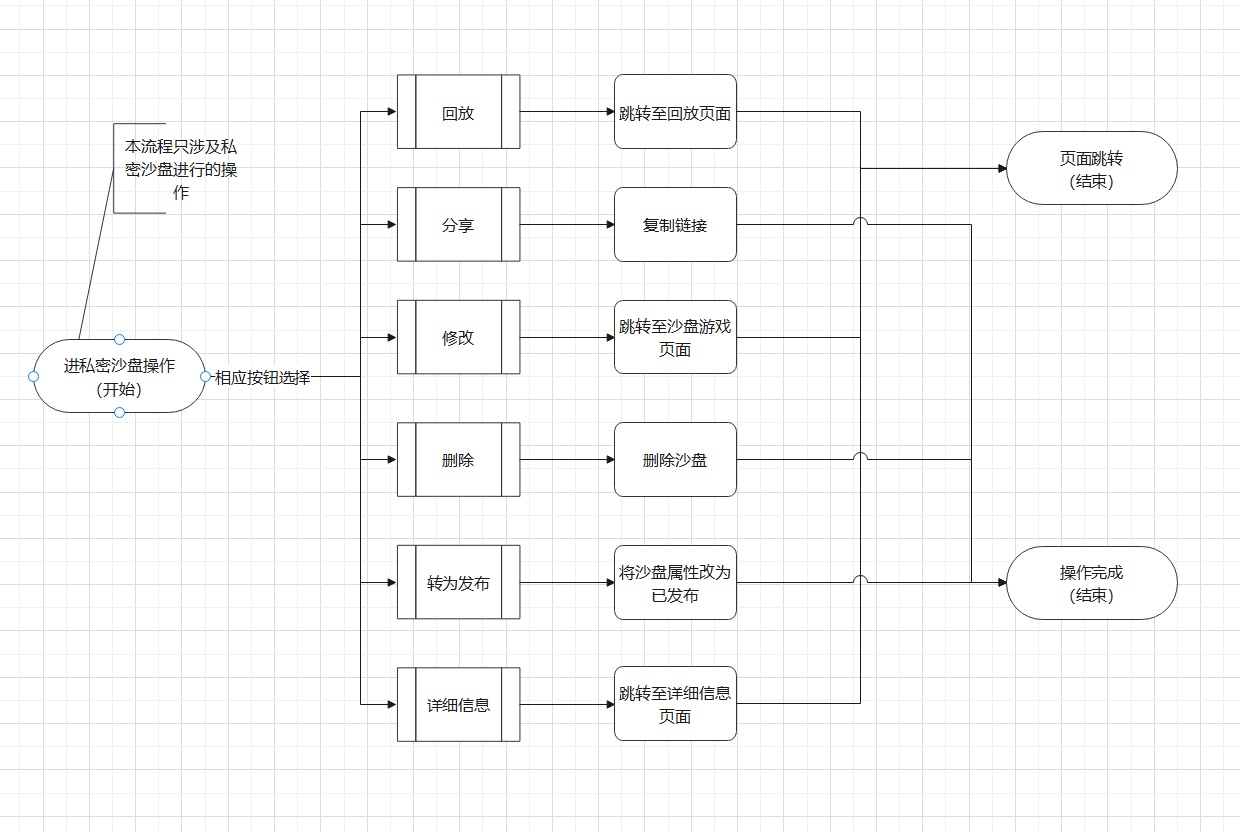 本流程只涉及私
密沙盘进行的操
作
进私密沙盘操作
（开始）
相应按钮选择
回放
跳转至回放页面
分享
复制链接
修改
跳转至沙盘游戏
页面
删除
删除沙盘
转为发布
将沙盘属性改为
已发布
详细信息
跳转至详细信息
页面
页面跳转
（结束）
操作完成
（结束）